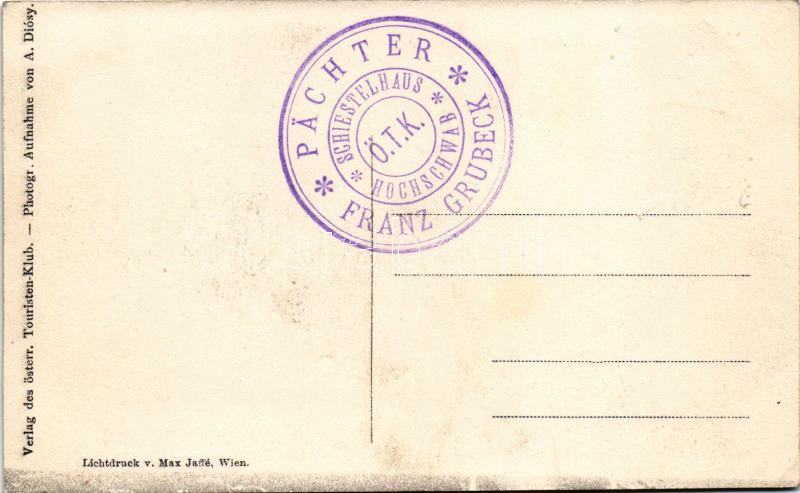 Verlag des österr. Touristen-Klub. — Photogr. Aufnahme von A. Diósy.
* PÄCHTER *
FRANZ GRUBECK
* SCHIESTELHAUS *
HOCHSCHWAB
Ö.T.K.
Lichtdruck v. Max Jaffé, Wien.